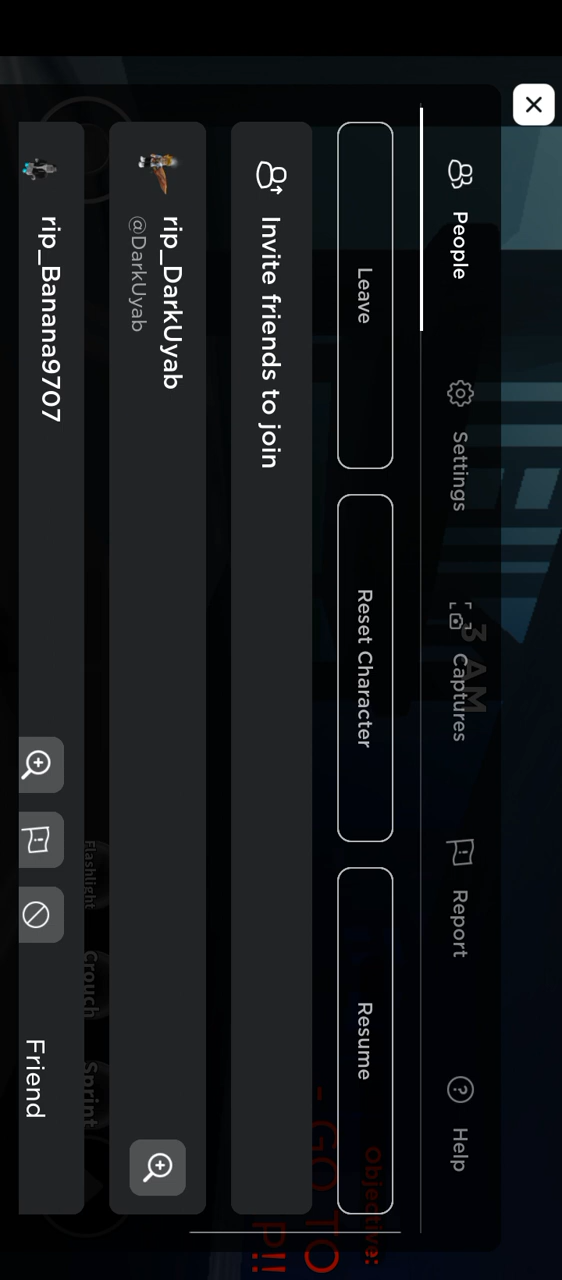 People
Settings
Captures
Report
Help
3 AM
Leave
Reset Character
Resume
Objective:
- GO TO
P!!
Invite friends to join
rip_DarkUyab
@DarkUyab
Flashlight
Crouch
Sprint
rip_Banana9707
Friend